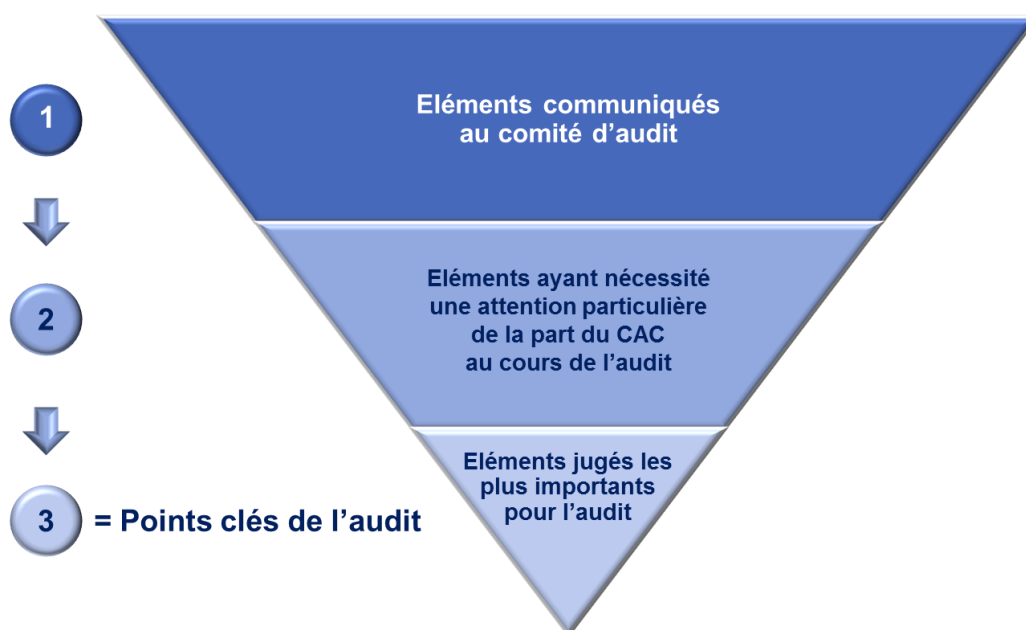 1
Eléments communiqués
au comité d’audit
2
Eléments ayant nécessité
une attention particulière
de la part du CAC
au cours de l’audit
Eléments jugés les
plus importants
pour l’audit
3 = Points clés de l’audit